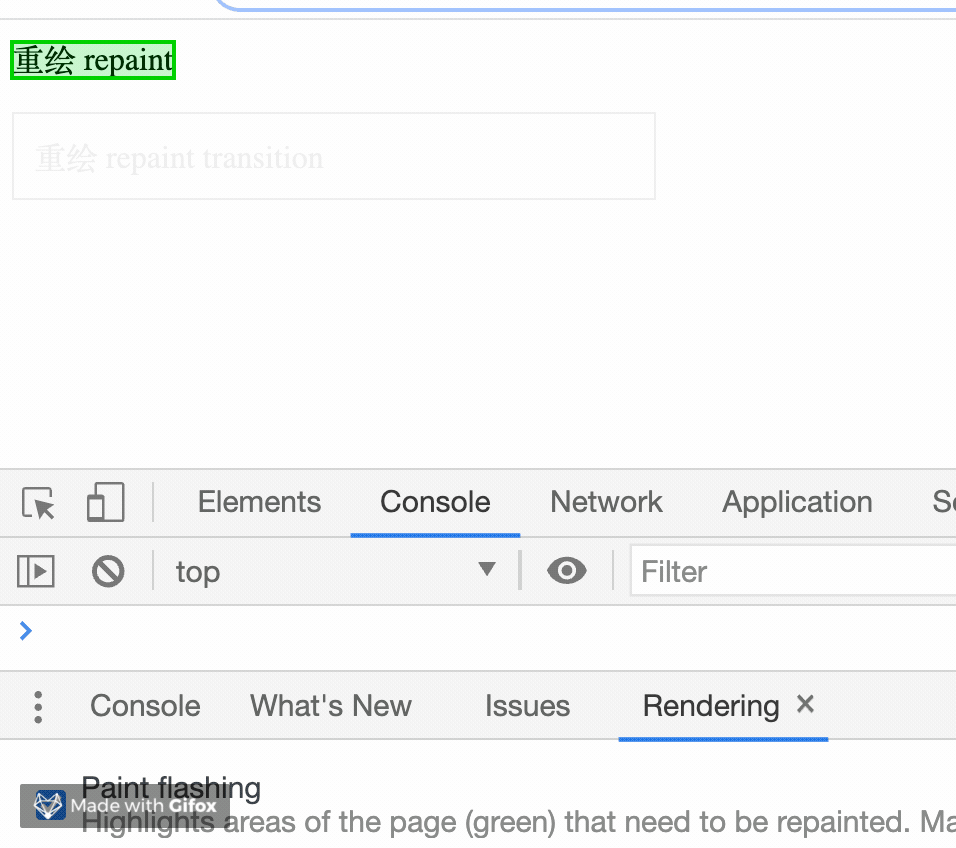 重绘 repaint
重绘 repaint transition
Elements Console Network Application
top Filter
Console What's New Issues Rendering
Paint flashing
Made with Gifox
Highlights areas of the page (green) that need to be repainted.